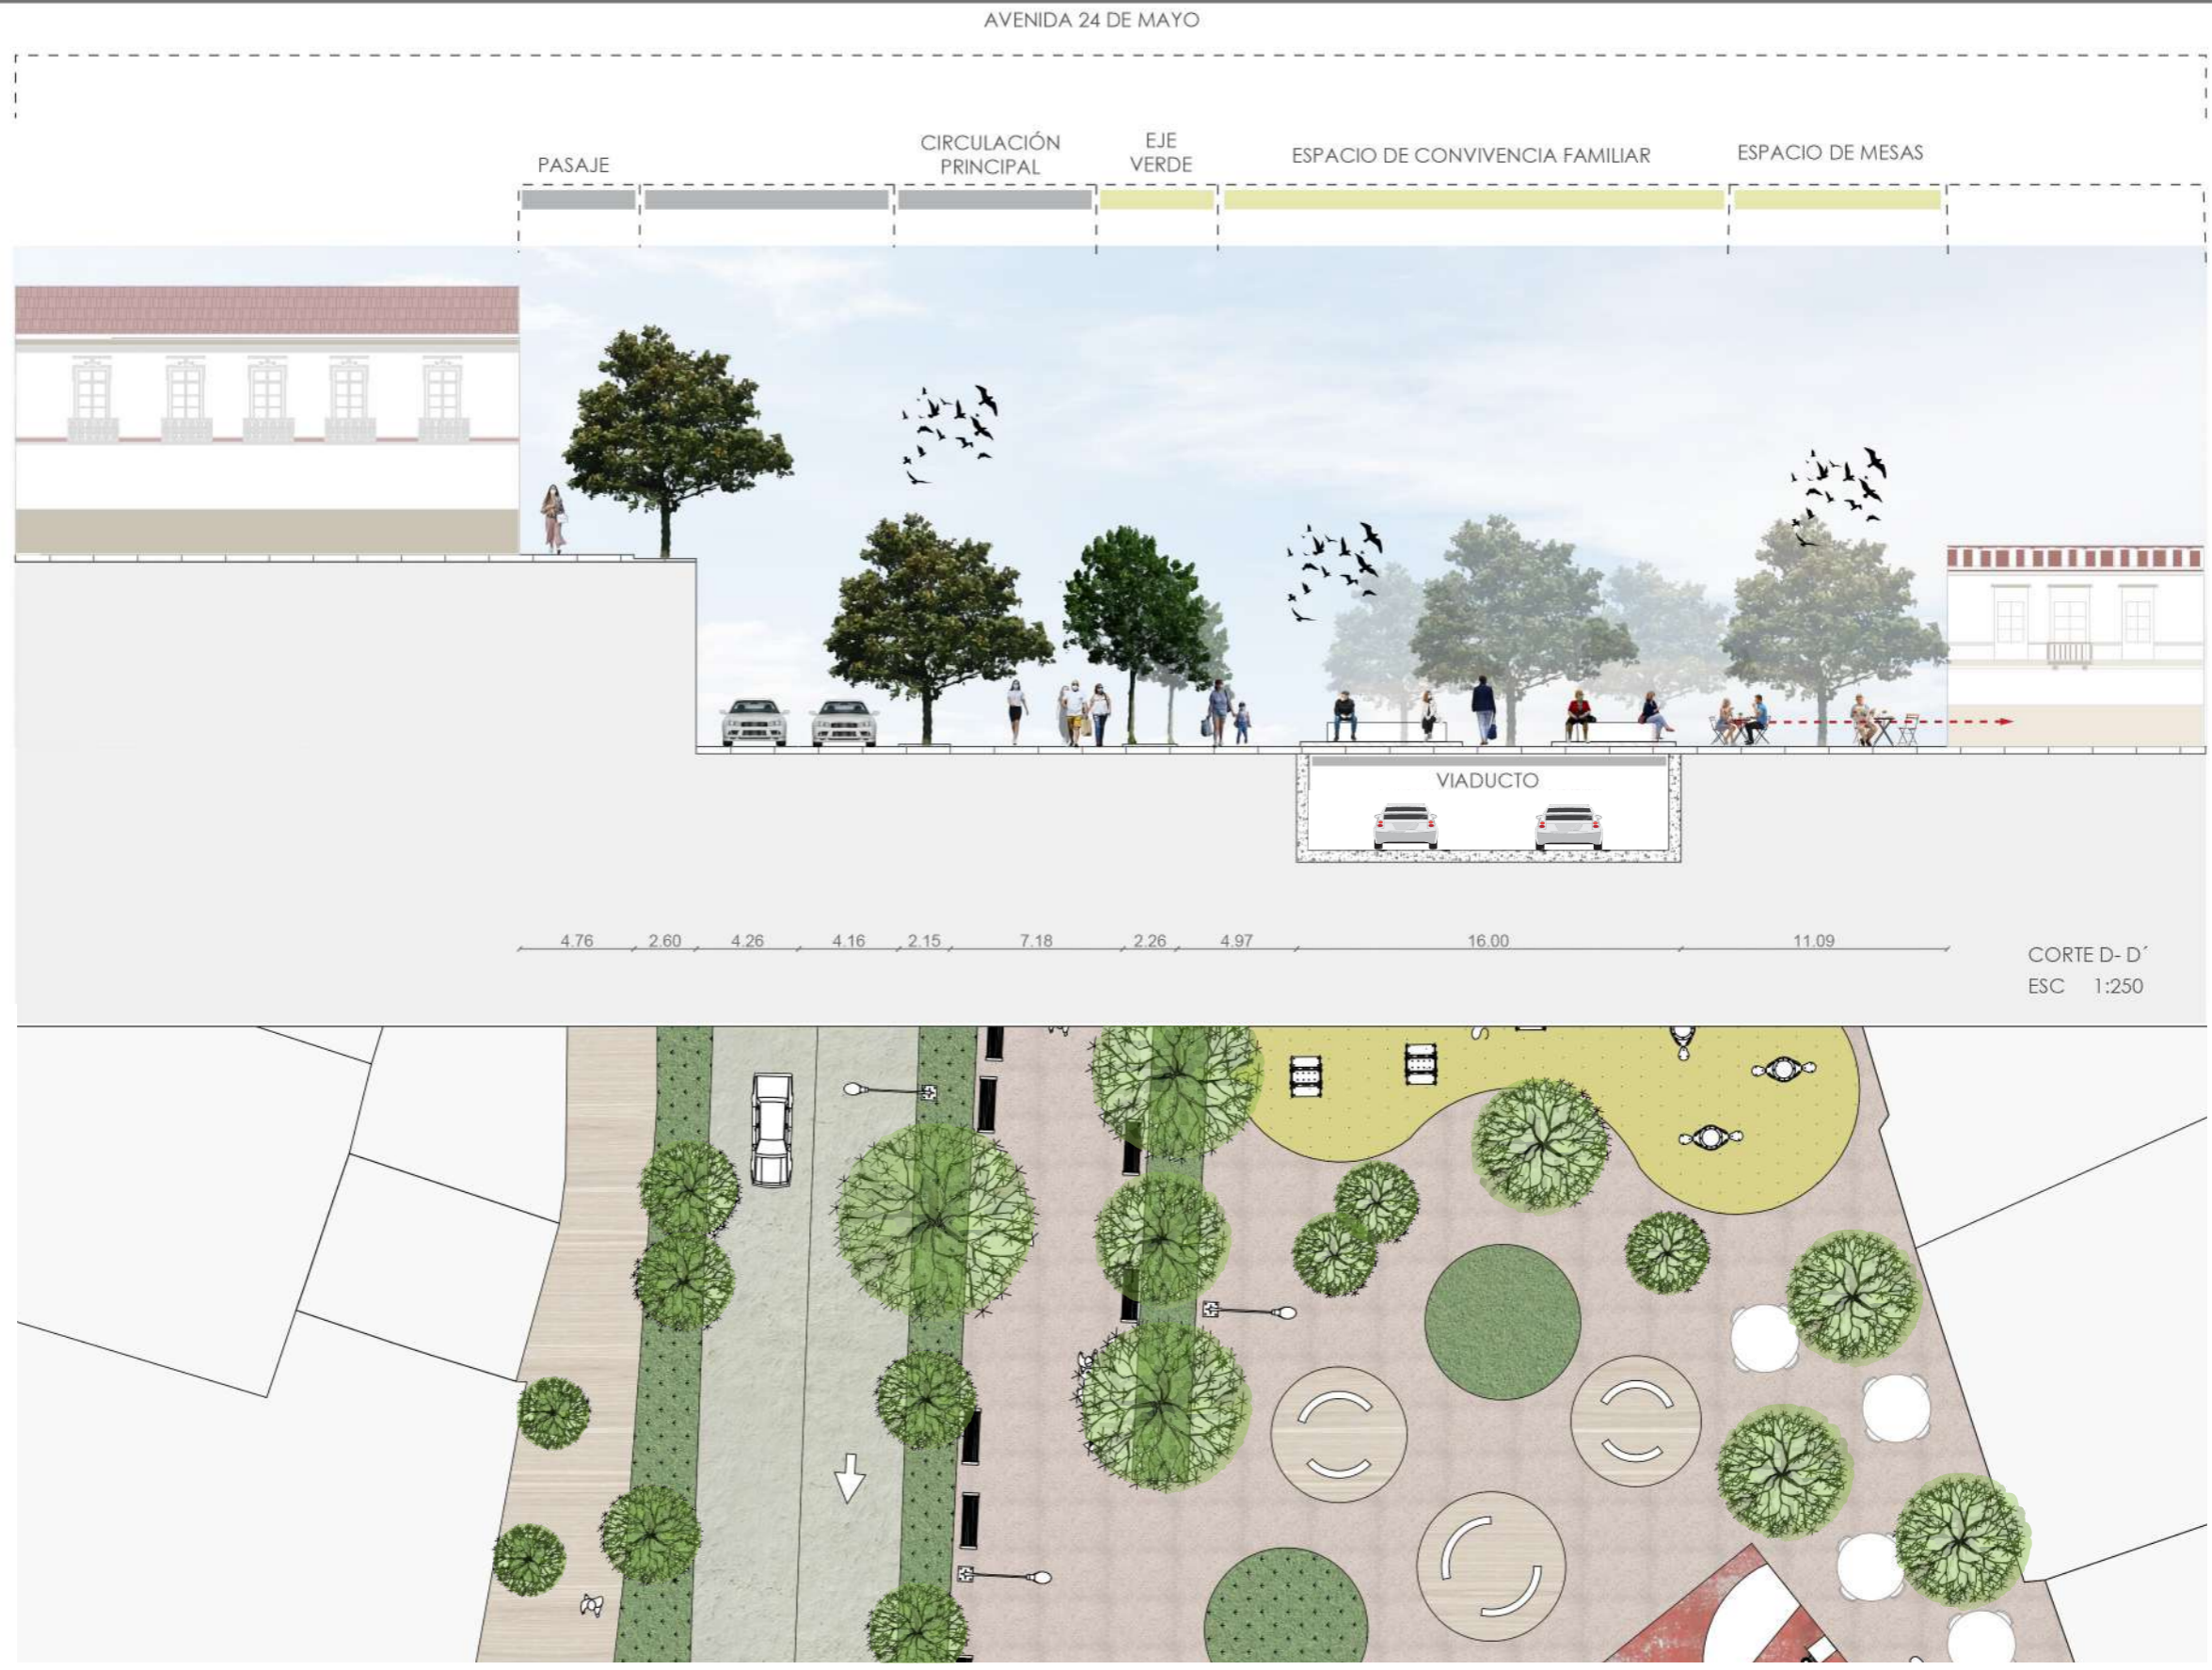 AVENIDA 24 DE MAYO
PASAJE
CIRCULACIÓN
PRINCIPAL
EJE
VERDE
ESPACIO DE CONVIVENCIA FAMILIAR
ESPACIO DE MESAS
VIADUCTO
4.76 2.60 4.26 4.16 2.15 7.18 2.26 4.97 16.00 11.09
CORTE D- D´
ESC 1:250